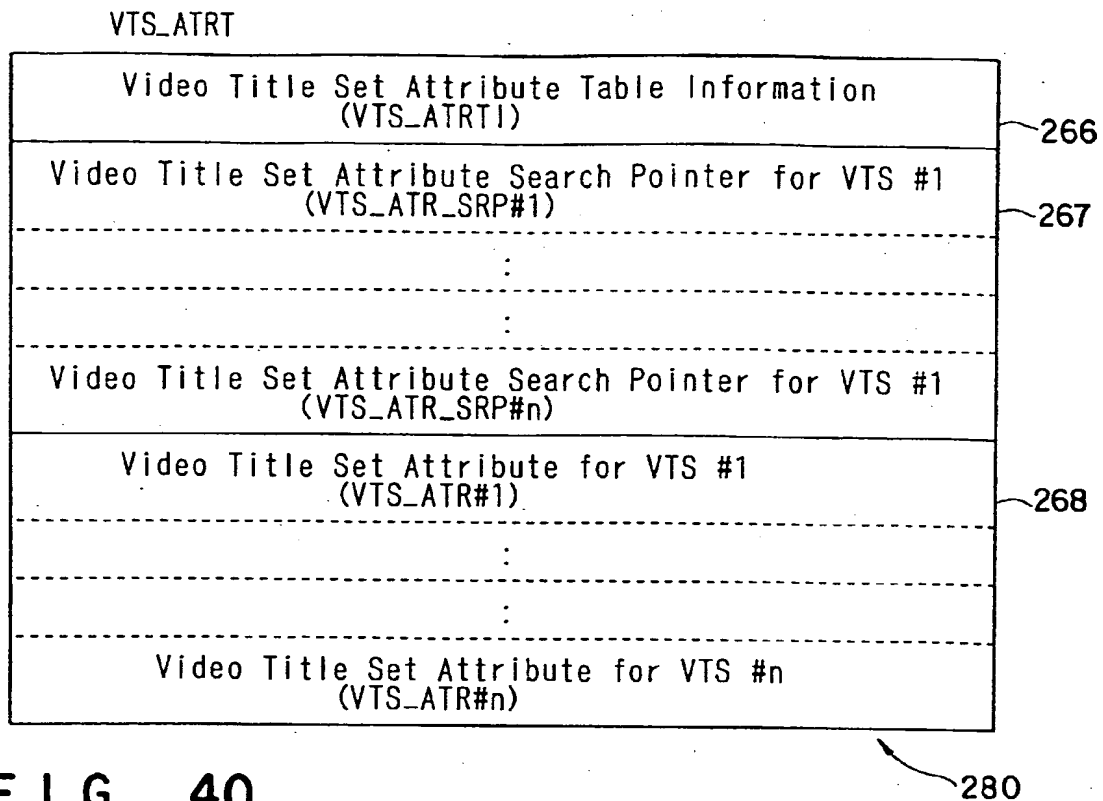 VTS_ATRT
Video Title Set Attribute Table Information
(VTS_ATRTI)
266
Video Title Set Attribute Search Pointer for VTS #1
(VTS_ATR_SRP#1)
267
:
:
Video Title Set Attribute Search Pointer for VTS #1
(VTS_ATR_SRP#n)
Video Title Set Attribute for VTS #1
(VTS_ATR#1)
268
:
:
Video Title Set Attribute for VTS #n
(VTS_ATR#n)
280
FIG. 40